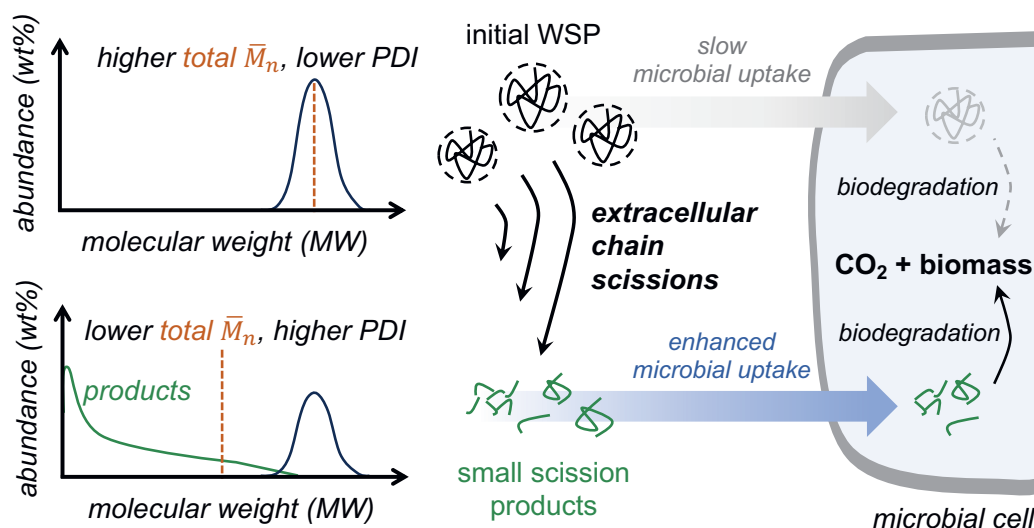 higher total M̄ₙ, lower PDI
abundance (wt%)
molecular weight (MW)
lower total M̄ₙ, higher PDI
products
abundance (wt%)
molecular weight (MW)
initial WSP
slow
microbial uptake
extracellular
chain
scissions
biodegradation
CO₂ + biomass
biodegradation
enhanced
microbial uptake
small scission
products
microbial cell